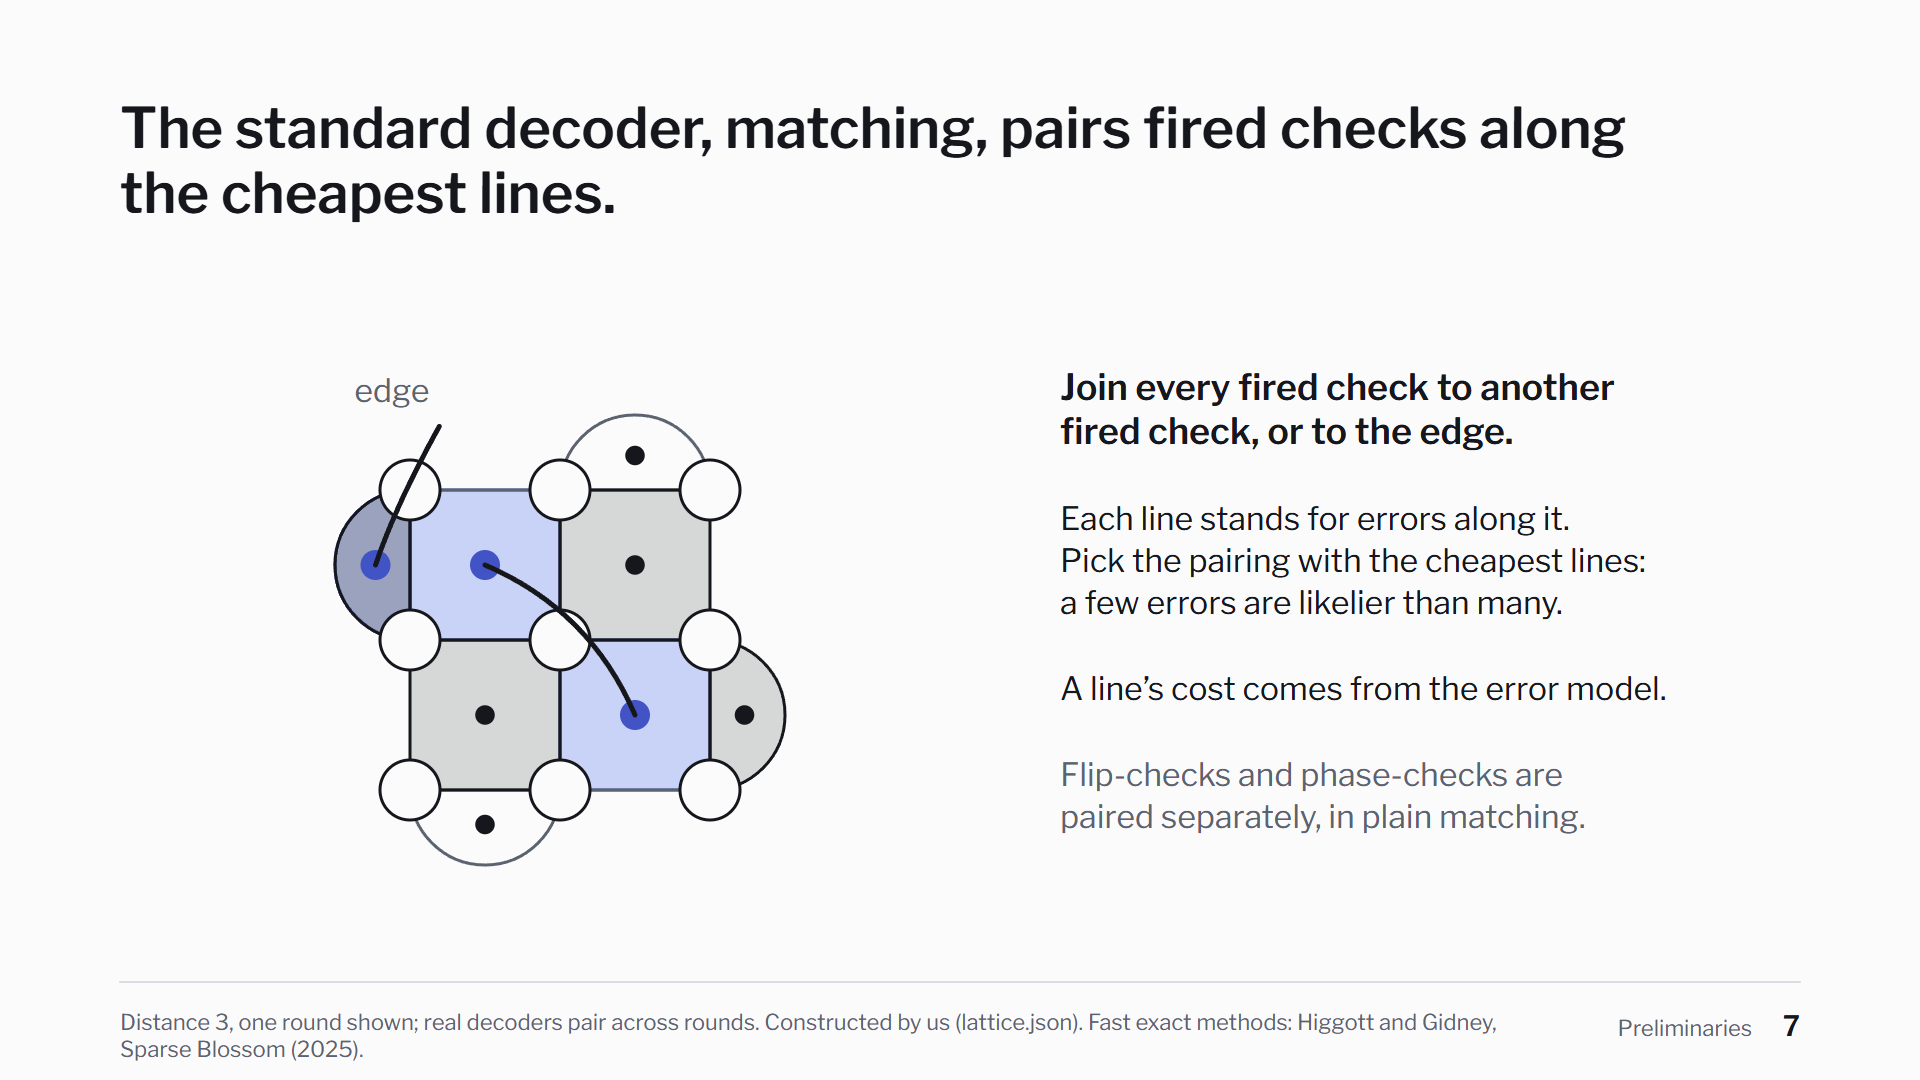 The standard decoder, matching, pairs fired checks along
the cheapest lines.
edge
Join every fired check to another
fired check, or to the edge.
Each line stands for errors along it.
Pick the pairing with the cheapest lines:
a few errors are likelier than many.
A line’s cost comes from the error model.
Flip-checks and phase-checks are
paired separately, in plain matching.
Distance 3, one round shown; real decoders pair across rounds. Constructed by us (lattice.json). Fast exact methods: Higgott and Gidney,
Sparse Blossom (2025).
Preliminaries 7